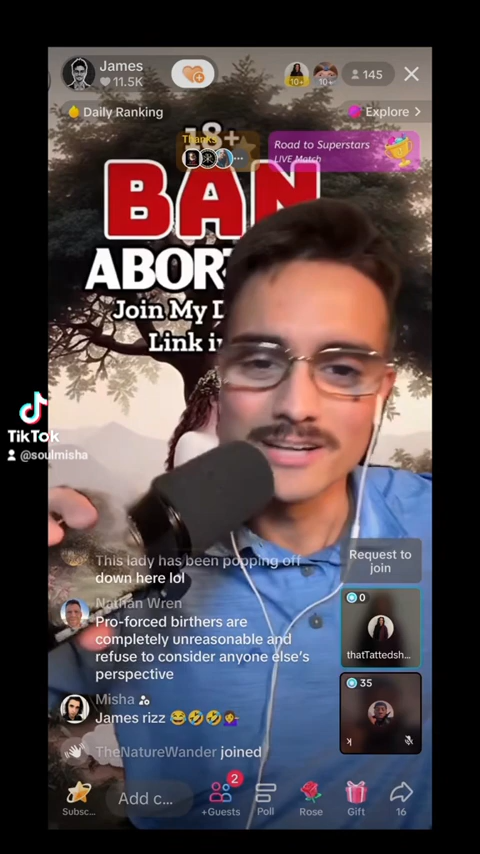 James
11.5K
10+
10+
145
Daily Ranking
Explore >
18+
Thanks
Road to Superstars
LIVE Match
BAN
ABOR
Join My D
Link i
TikTok
@soulmisha
This lady has been popping off
down here lol
Request to
join
Nathan Wren
Pro-forced birthers are
completely unreasonable and
refuse to consider anyone else's
perspective
0
thatTattedsh...
Misha
James rizz 😂🤣🤣💁‍♀️
35
TheNatureWander joined
Subsc...
Add c...
2
+Guests
Poll
Rose
Gift
16